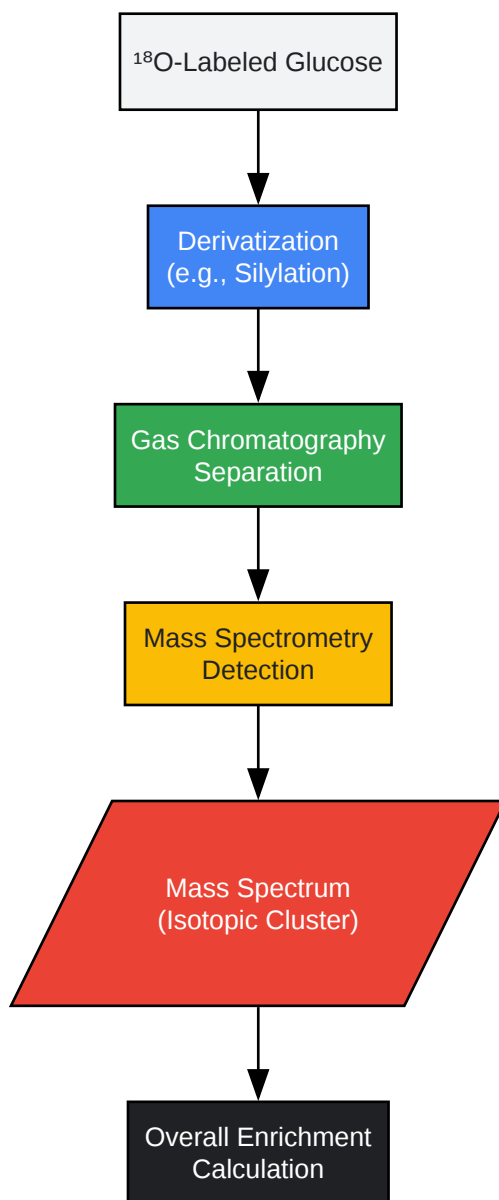 ¹⁸O-Labeled Glucose
Derivatization
(e.g., Silylation)
Gas Chromatography
Separation
Mass Spectrometry
Detection
Mass Spectrum
(Isotopic Cluster)
Overall Enrichment
Calculation